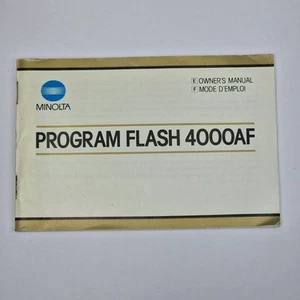 E OWNER'S MANUAL
F MODE D'EMPLOI
MINOLTA
PROGRAM FLASH 4000AF